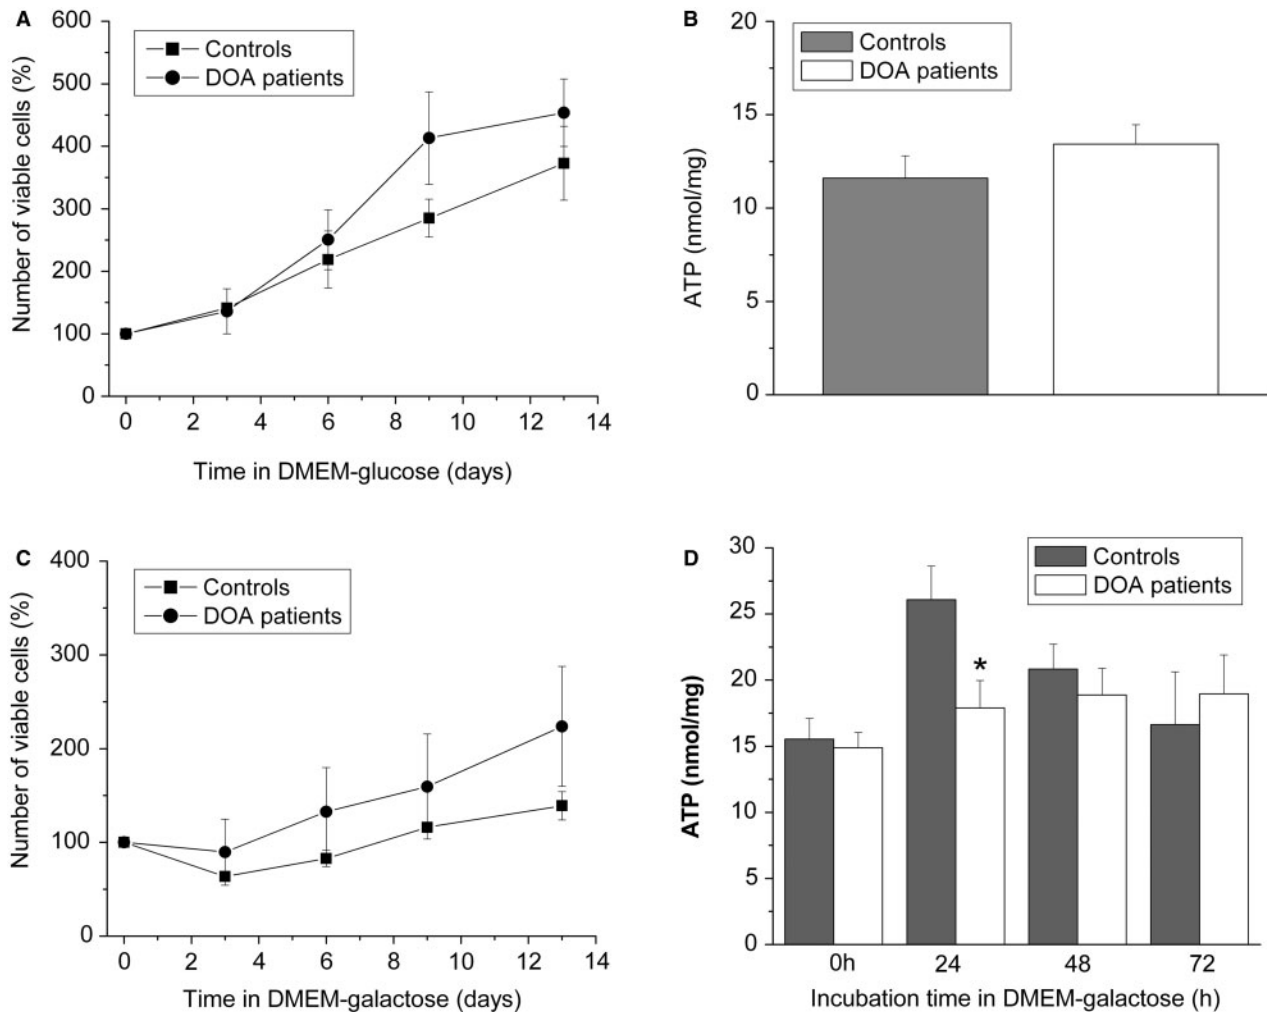 A
600
500
400
300
200
100
0
Number of viable cells (%)
Controls
DOA patients
0 2 4 6 8 10 12 14
Time in DMEM-glucose (days)
B
20
15
10
5
0
ATP (nmol/mg)
Controls
DOA patients
C
400
300
200
100
0
Number of viable cells (%)
Controls
DOA patients
0 2 4 6 8 10 12 14
Time in DMEM-galactose (days)
D
30
25
20
15
10
5
0
ATP (nmol/mg)
Controls
DOA patients
*
0h 24 48 72
Incubation time in DMEM-galactose (h)